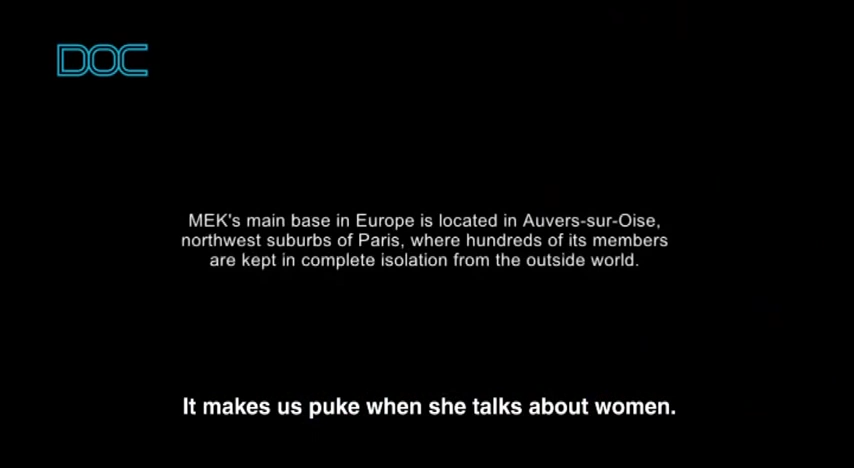 DOC
MEK's main base in Europe is located in Auvers-sur-Oise,
northwest suburbs of Paris, where hundreds of its members
are kept in complete isolation from the outside world.
It makes us puke when she talks about women.